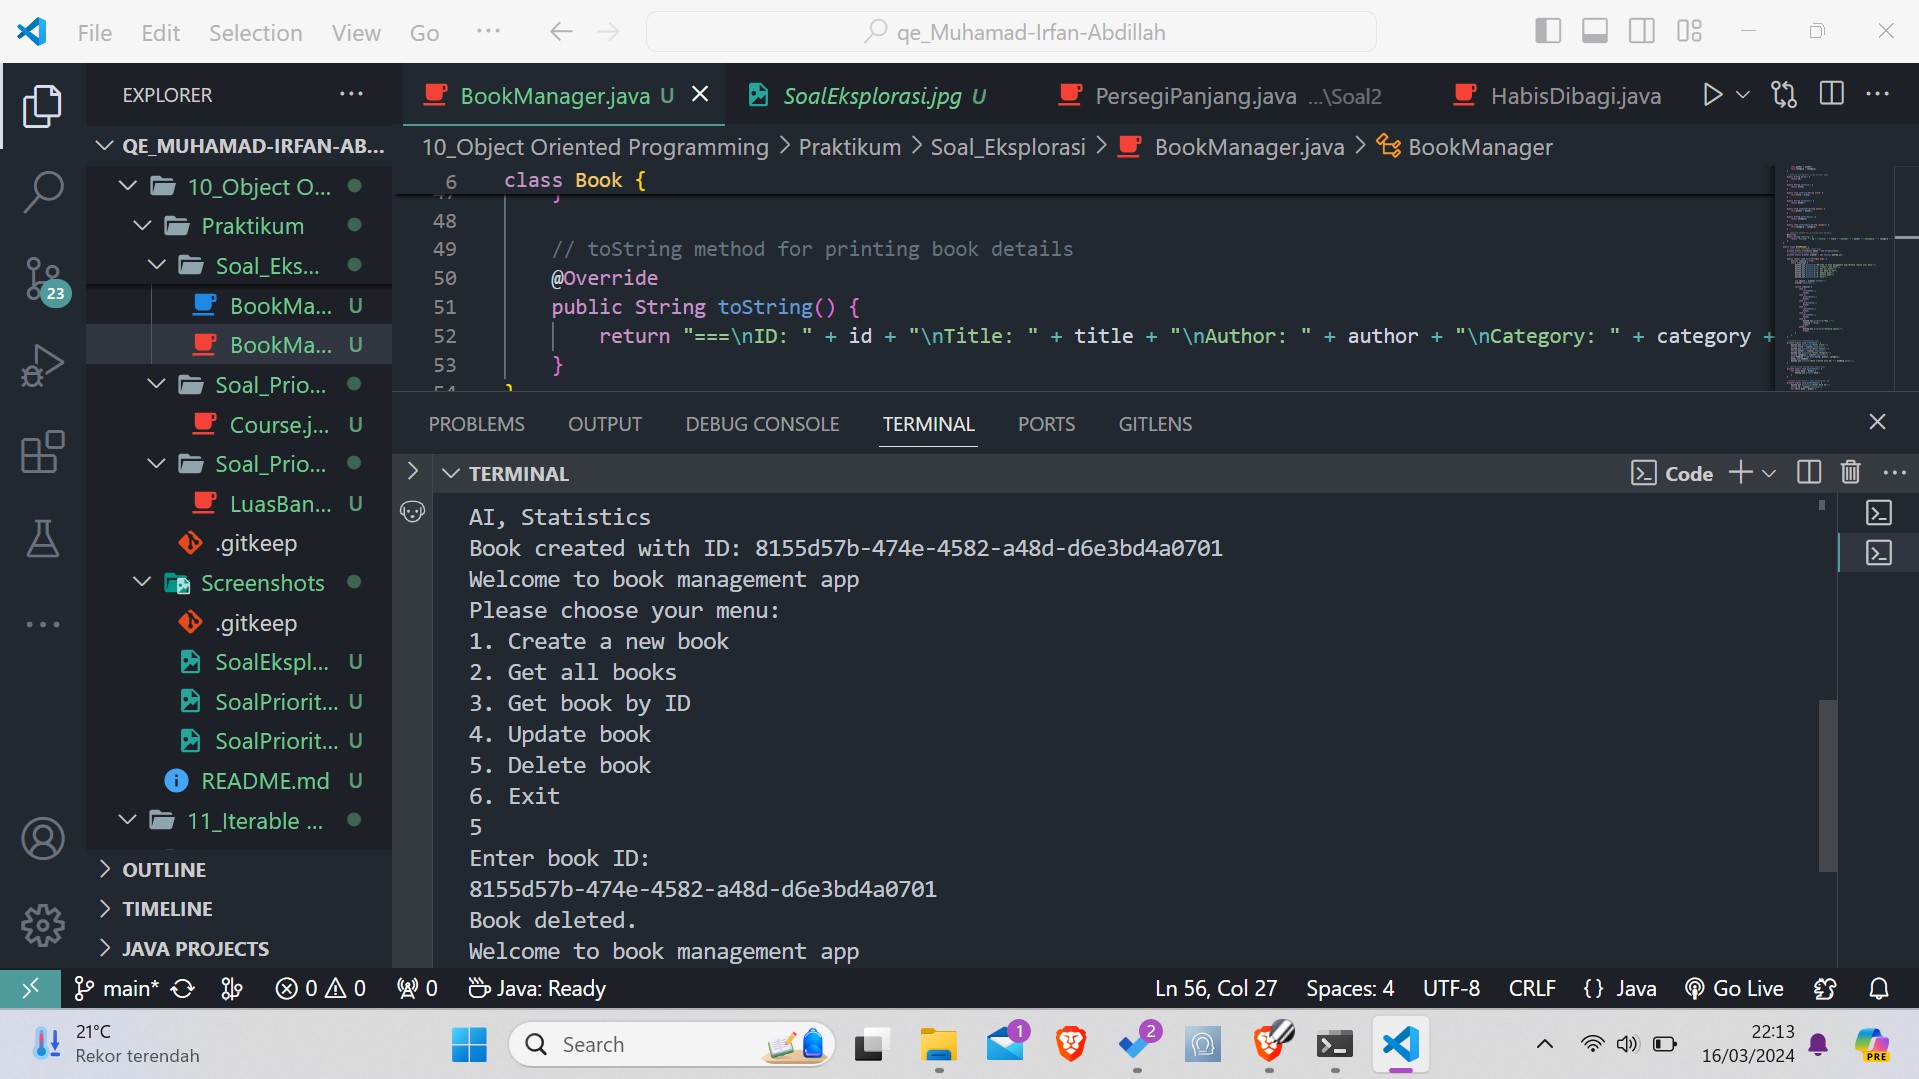 File Edit Selection View Go ···
qe_Muhamad-Irfan-Abdillah
EXPLORER
QE_MUHAMAD-IRFAN-AB...
10_Object O...
Praktikum
Soal_Eks...
BookMa... U
BookMa... U
Soal_Prio...
Course.j... U
Soal_Prio...
LuasBan... U
.gitkeep
Screenshots
.gitkeep
SoalEkspl... U
SoalPriorit... U
SoalPriorit... U
README.md U
11_Iterable ...
OUTLINE
TIMELINE
JAVA PROJECTS
23
BookManager.java U
SoalEksplorasi.jpg U
PersegiPanjang.java ...\Soal2
HabisDibagi.java
10_Object Oriented Programming > Praktikum > Soal_Eksplorasi > BookManager.java > BookManager
6 class Book {
47 }
48
49 // toString method for printing book details
50 @Override
51 public String toString() {
52 return "===\nID: " + id + "\nTitle: " + title + "\nAuthor: " + author + "\nCategory: " + category +
53 }
54 }
PROBLEMS OUTPUT DEBUG CONSOLE TERMINAL PORTS GITLENS
TERMINAL
Code
AI, Statistics
Book created with ID: 8155d57b-474e-4582-a48d-d6e3bd4a0701
Welcome to book management app
Please choose your menu:
1. Create a new book
2. Get all books
3. Get book by ID
4. Update book
5. Delete book
6. Exit
5
Enter book ID:
8155d57b-474e-4582-a48d-d6e3bd4a0701
Book deleted.
Welcome to book management app
main* 0 0 0 Java: Ready
Ln 56, Col 27 Spaces: 4 UTF-8 CRLF {} Java Go Live
21°C
Rekor terendah
Search
1
2
22:13
16/03/2024
PRE